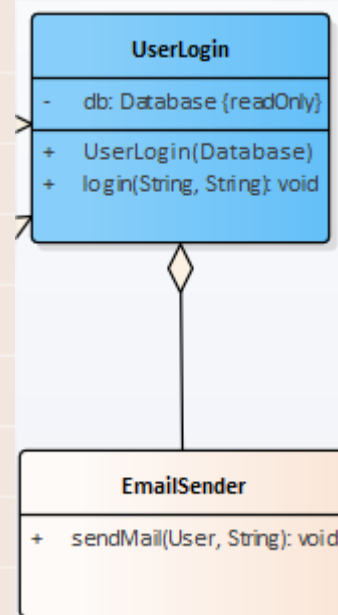 UserLogin
- db: Database {readOnly}
+ UserLogin(Database)
+ login(String, String): void
EmailSender
+ sendMail(User, String): void